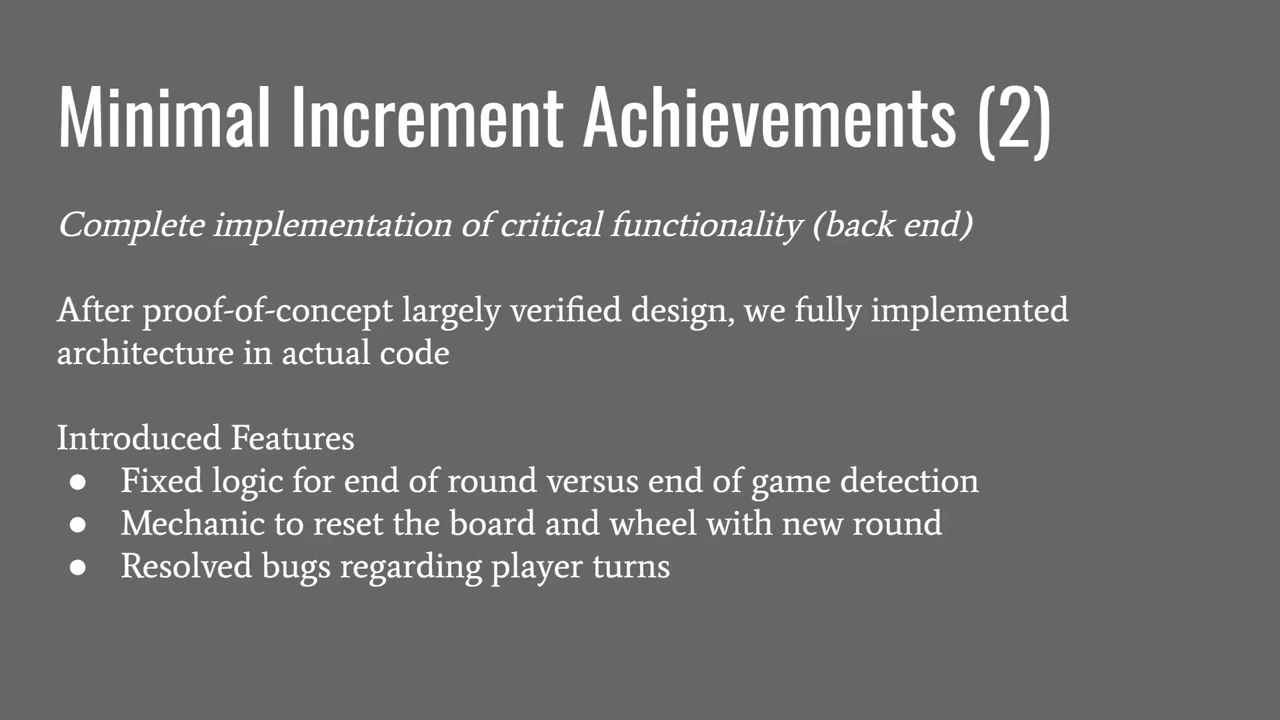 Minimal Increment Achievements (2)
Complete implementation of critical functionality (back end)
After proof-of-concept largely verified design, we fully implemented
architecture in actual code
Introduced Features
● Fixed logic for end of round versus end of game detection
● Mechanic to reset the board and wheel with new round
● Resolved bugs regarding player turns